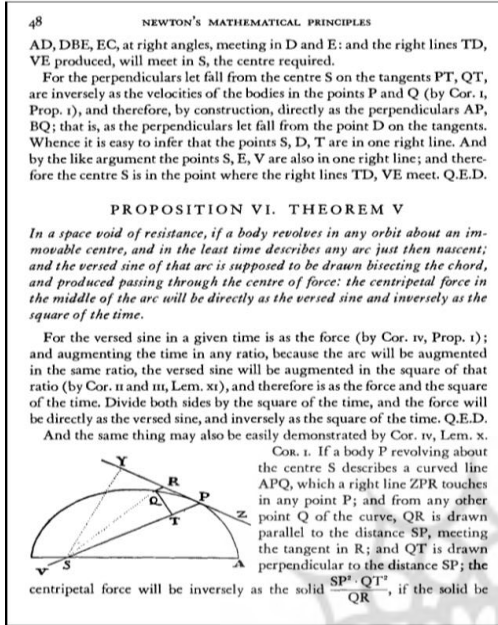 48 NEWTON'S MATHEMATICAL PRINCIPLES
AD, DBE, EC, at right angles, meeting in D and E: and the right lines TD,
VE produced, will meet in S, the centre required.
For the perpendiculars let fall from the centre S on the tangents PT, QT,
are inversely as the velocities of the bodies in the points P and Q (by Cor. I,
Prop. I), and therefore, by construction, directly as the perpendiculars AP,
BQ; that is, as the perpendiculars let fall from the point D on the tangents.
Whence it is easy to infer that the points S, D, T are in one right line. And
by the like argument the points S, E, V are also in one right line; and there-
fore the centre S is in the point where the right lines TD, VE meet. Q.E.D.
PROPOSITION VI. THEOREM V
In a space void of resistance, if a body revolves in any orbit about an im-
movable centre, and in the least time describes any arc just then nascent;
and the versed sine of that arc is supposed to be drawn bisecting the chord,
and produced passing through the centre of force: the centripetal force in
the middle of the arc will be directly as the versed sine and inversely as the
square of the time.
For the versed sine in a given time is as the force (by Cor. IV, Prop. I);
and augmenting the time in any ratio, because the arc will be augmented
in the same ratio, the versed sine will be augmented in the square of that
ratio (by Cor. II and III, Lem. XI), and therefore is as the force and the square
of the time. Divide both sides by the square of the time, and the force will
be directly as the versed sine, and inversely as the square of the time. Q.E.D.
And the same thing may also be easily demonstrated by Cor. IV, Lem. X.
COR. I. If a body P revolving about
the centre S describes a curved line
APQ, which a right line ZPR touches
in any point P; and from any other
point Q of the curve, QR is drawn
parallel to the distance SP, meeting
the tangent in R; and QT is drawn
perpendicular to the distance SP; the
centripetal force will be inversely as the solid SP² · QT² / QR, if the solid be
Y
R
Q
P
T
Z
V
S
A